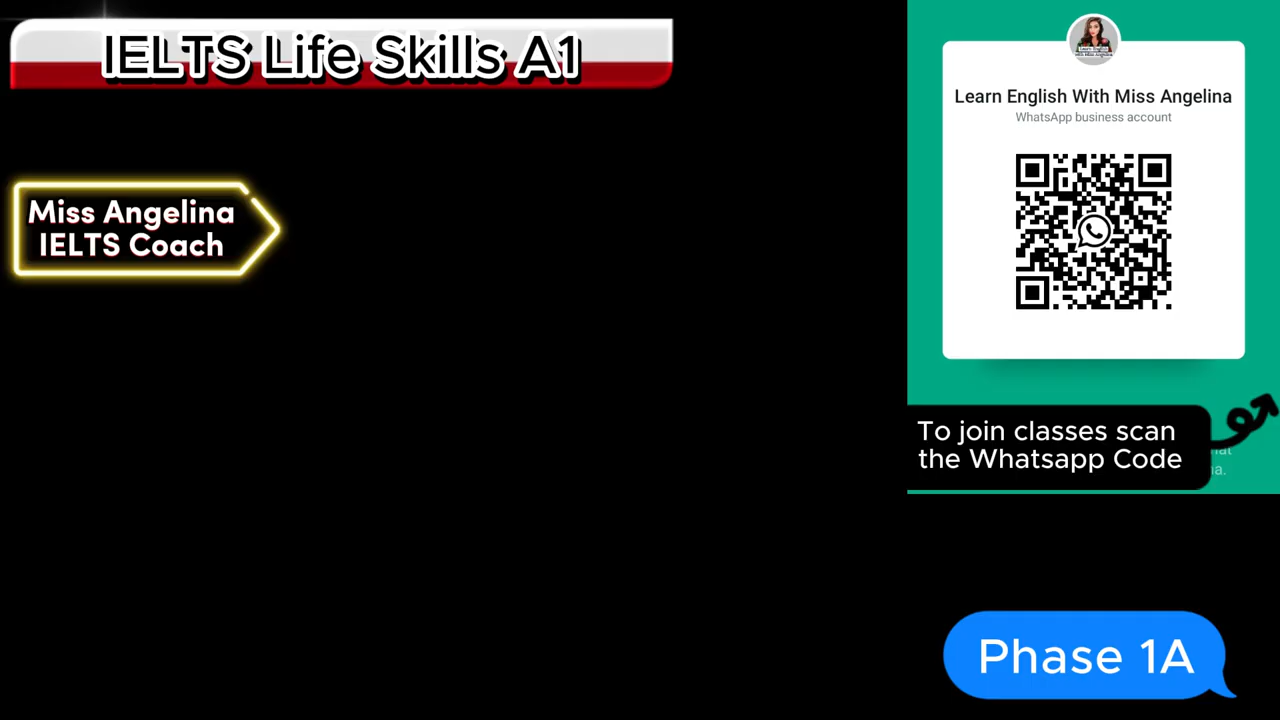 IELTS Life Skills A1
Miss Angelina
IELTS Coach
Learn English With Miss Angelina
WhatsApp business account
To join classes scan
the Whatsapp Code
Phase 1A